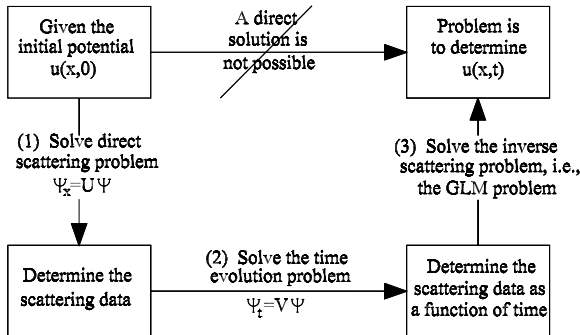 Given the
initial potential
u(x,0)
A direct
solution is
not possible
Problem is
to determine
u(x,t)
(1) Solve direct
scattering problem
Ψx=UΨ
(3) Solve the inverse
scattering problem, i.e.,
the GLM problem
Determine the
scattering data
(2) Solve the time
evolution problem
Ψt=VΨ
Determine the
scattering data as
a function of time